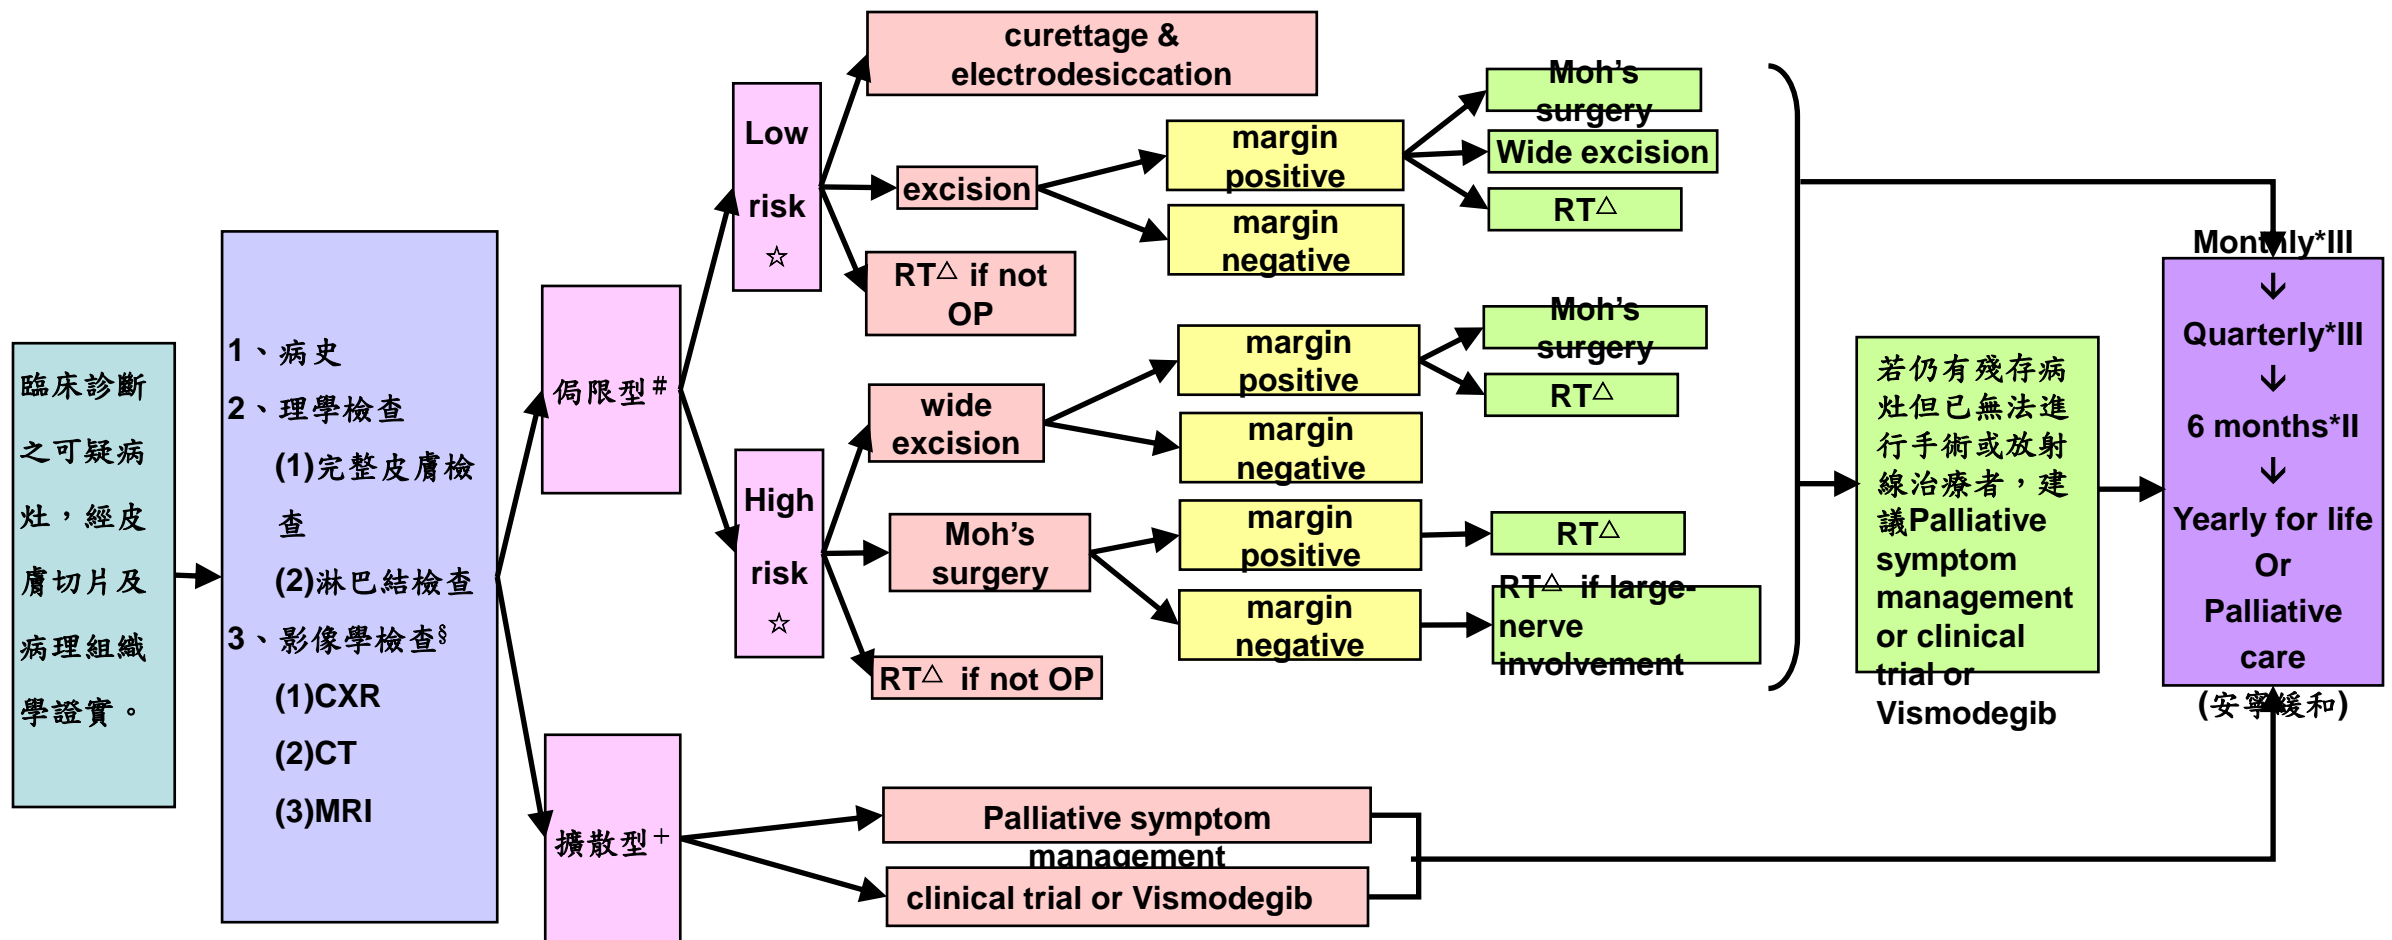 臨床診斷
之可疑病
灶，經皮
膚切片及
病理組織
學證實。
1、病史
2、理學檢查
(1)完整皮膚檢
查
(2)淋巴結檢查
3、影像學檢查§
(1)CXR
(2)CT
(3)MRI
侷限型#
擴散型+
Low
risk
☆
High
risk
☆
curettage &
electrodesiccation
excision
RT△ if not
OP
margin
positive
margin
negative
Moh's
surgery
Wide excision
RT△
wide
excision
margin
positive
margin
negative
Moh's
surgery
RT△
Moh's
surgery
margin
positive
margin
negative
RT△
RT△ if large-
nerve
involvement
RT△ if not OP
Palliative symptom
management
clinical trial or Vismodegib
若仍有殘存病
灶但已無法進
行手術或放射
線治療者，建
議Palliative
symptom
management
or clinical
trial or
Vismodegib
Monthly*III
↓
Quarterly*III
↓
6 months*II
↓
Yearly for life
Or
Palliative
care
(安寧緩和)